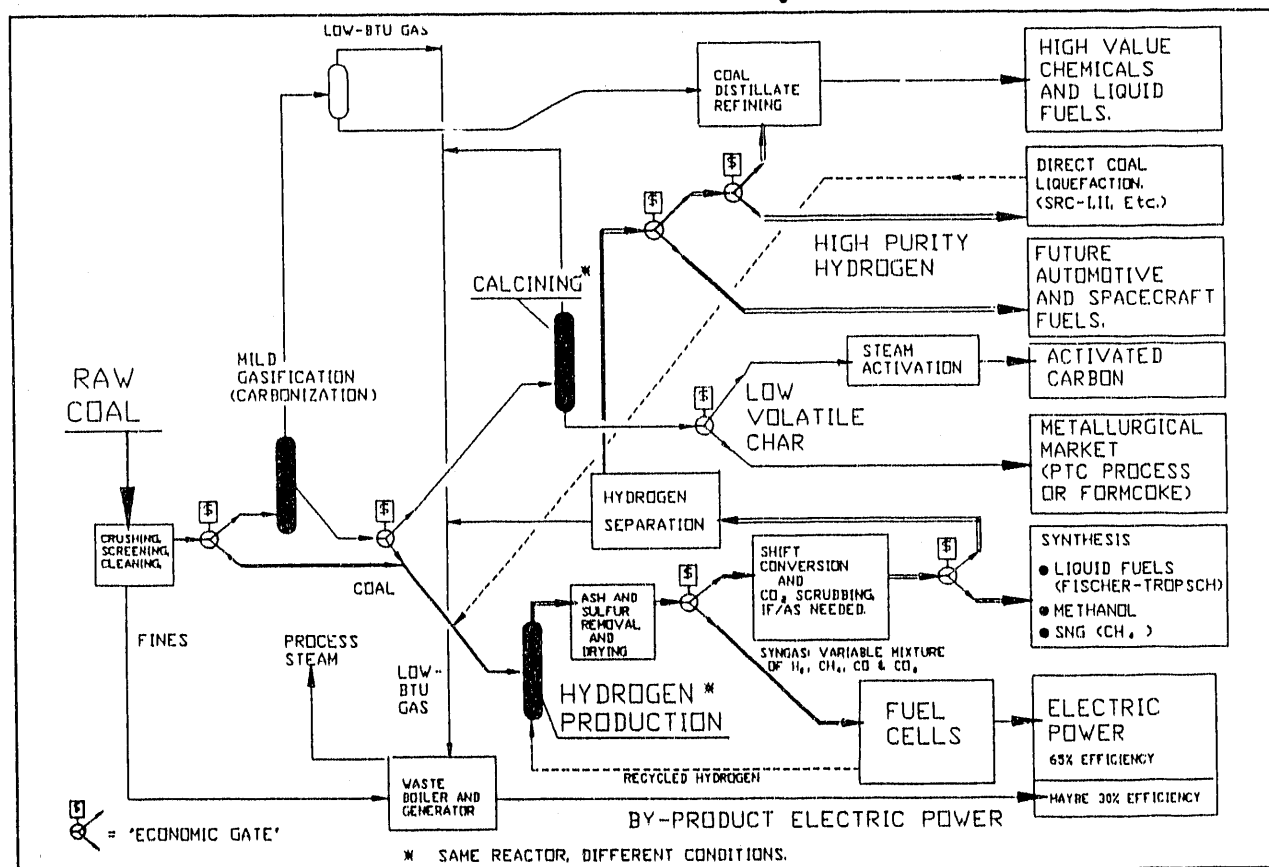 LOW-BTU GAS
COAL
DISTILLATE
REFINING
HIGH VALUE
CHEMICALS
AND LIQUID
FUELS.
$
DIRECT COAL
LIQUEFACTION.
(SRC-I,II, Etc.)
$
HIGH PURITY
HYDROGEN
FUTURE
AUTOMOTIVE
AND SPACECRAFT
FUELS.
CALCINING*
MILD
GASIFICATION
(CARBONIZATION)
RAW
COAL
STEAM
ACTIVATION
ACTIVATED
CARBON
$
LOW
VOLATILE
CHAR
METALLURGICAL
MARKET
(PTC PROCESS
OR FORMCOKE)
HYDROGEN
SEPARATION
$
$
CRUSHING,
SCREENING,
CLEANING.
COAL
$
$
SHIFT
CONVERSION
AND
CO₂ SCRUBBING,
IF/AS NEEDED.
SYNTHESIS
● LIQUID FUELS
(FISCHER-TROPSCH)
● METHANOL
● SNG (CH₄)
ASH AND
SULFUR
REMOVAL,
AND
DRYING
SYNGAS: VARIABLE MIXTURE
OF H₂, CH₄, CO & CO₂
FINES
PROCESS
STEAM
LOW-
BTU
GAS
HYDROGEN *
PRODUCTION
FUEL
CELLS
ELECTRIC
POWER
65% EFFICIENCY
RECYCLED HYDROGEN
MAYBE 30% EFFICIENCY
WASTE
BOILER AND
GENERATOR
BY-PRODUCT ELECTRIC POWER
$
= 'ECONOMIC GATE'
* SAME REACTOR, DIFFERENT CONDITIONS.